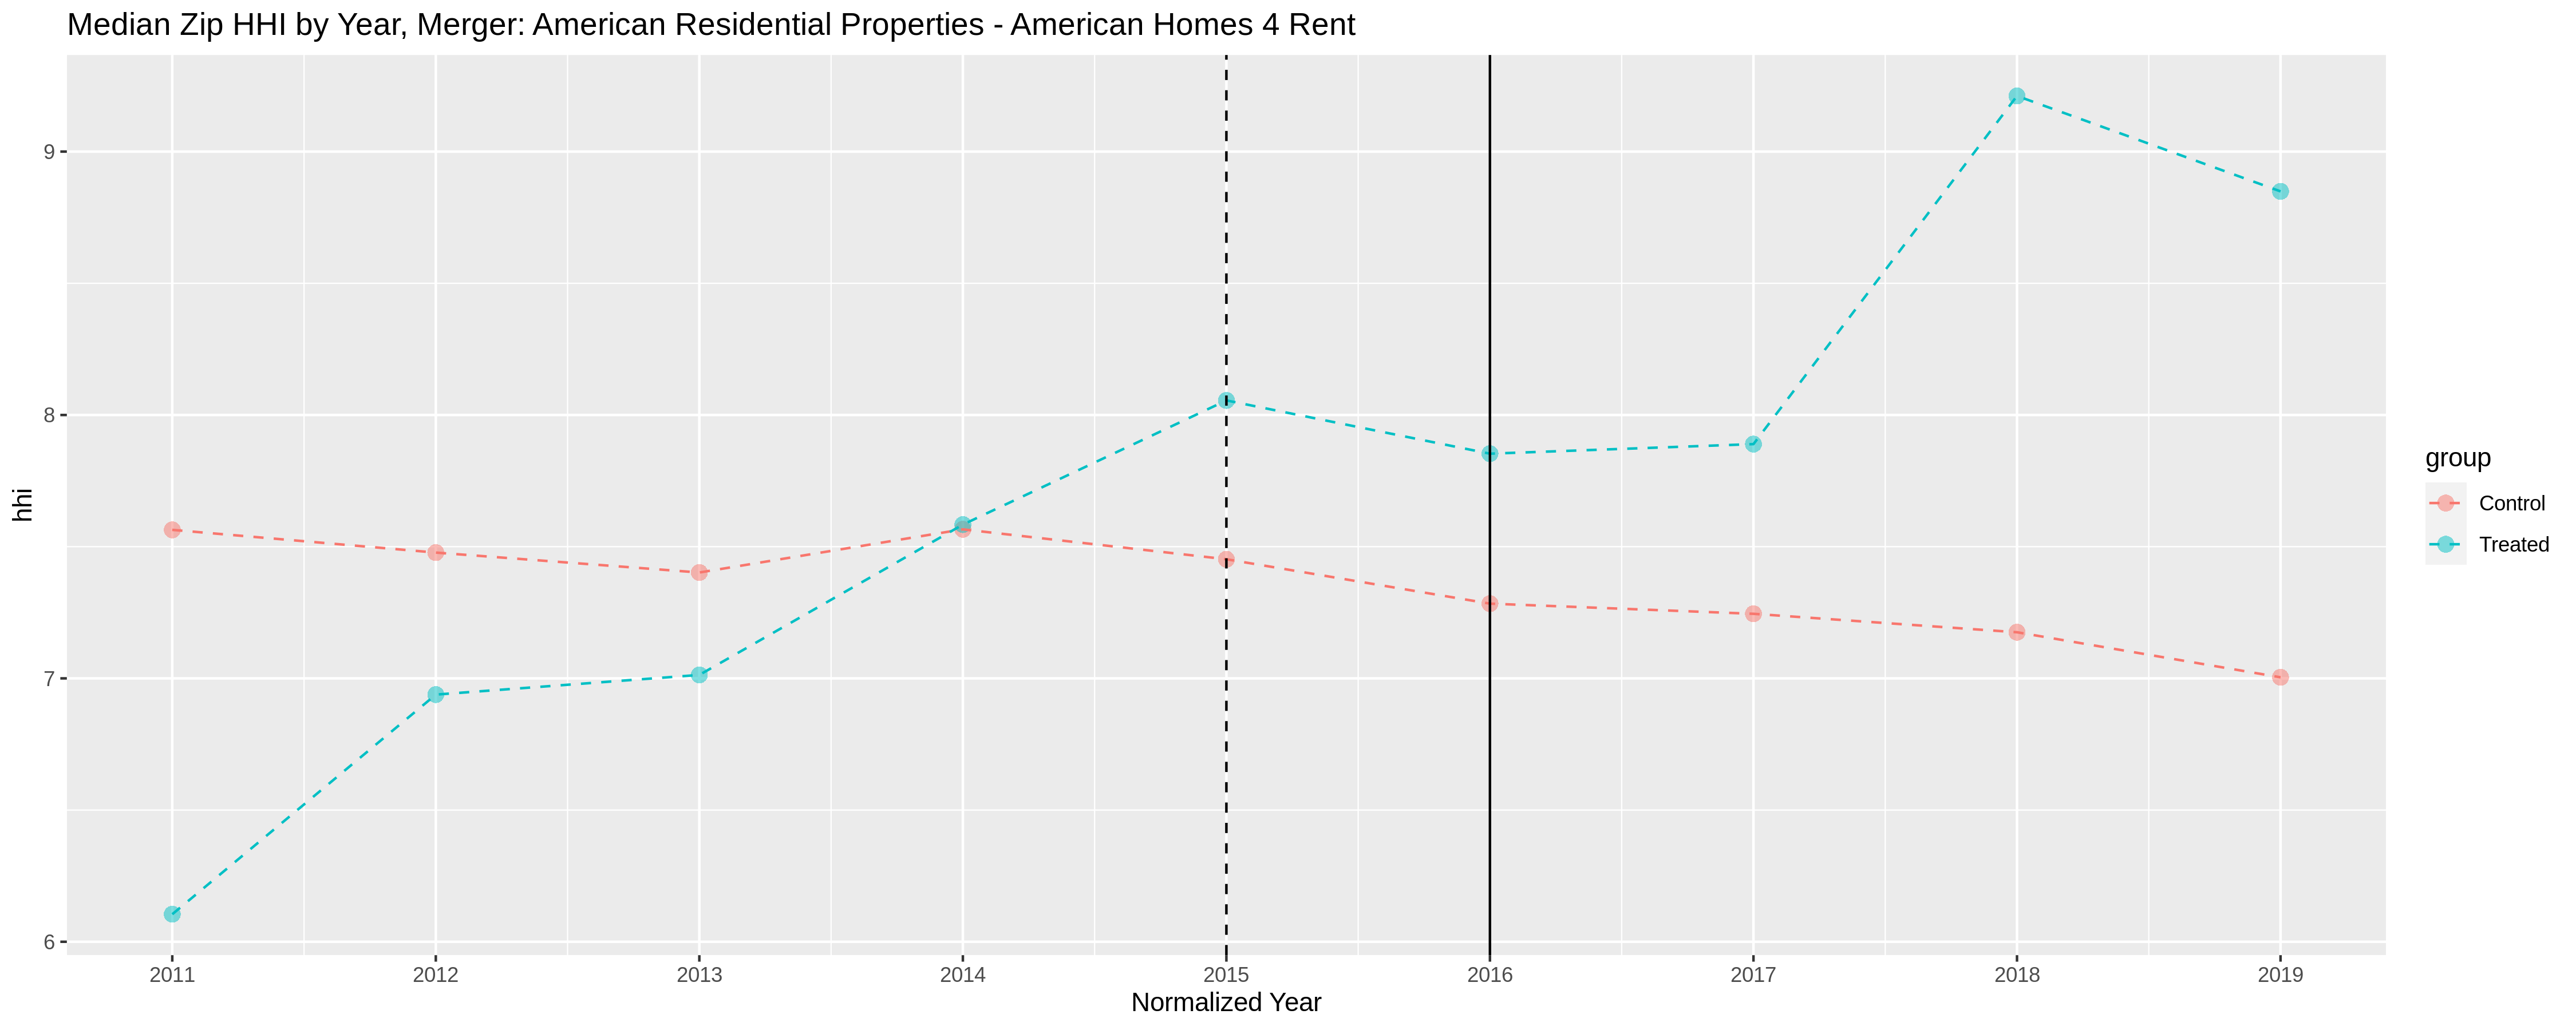 Median Zip HHI by Year, Merger: American Residential Properties - American Homes 4 Rent
9
8
7
6
hhi
2011 2012 2013 2014 2015 2016 2017 2018 2019
Normalized Year
group
Control
Treated